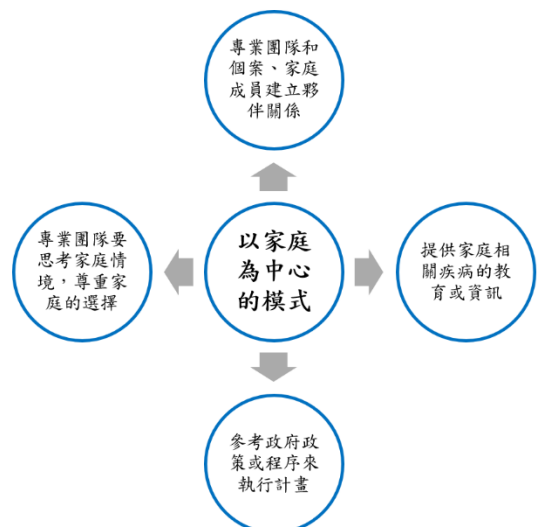 專業團隊和
個案、家庭
成員建立夥
伴關係
專業團隊要
思考家庭情
境，尊重家
庭的選擇
以家庭
為中心
的模式
提供家庭相
關疾病的教
育或資訊
參考政府政
策或程序來
執行計畫